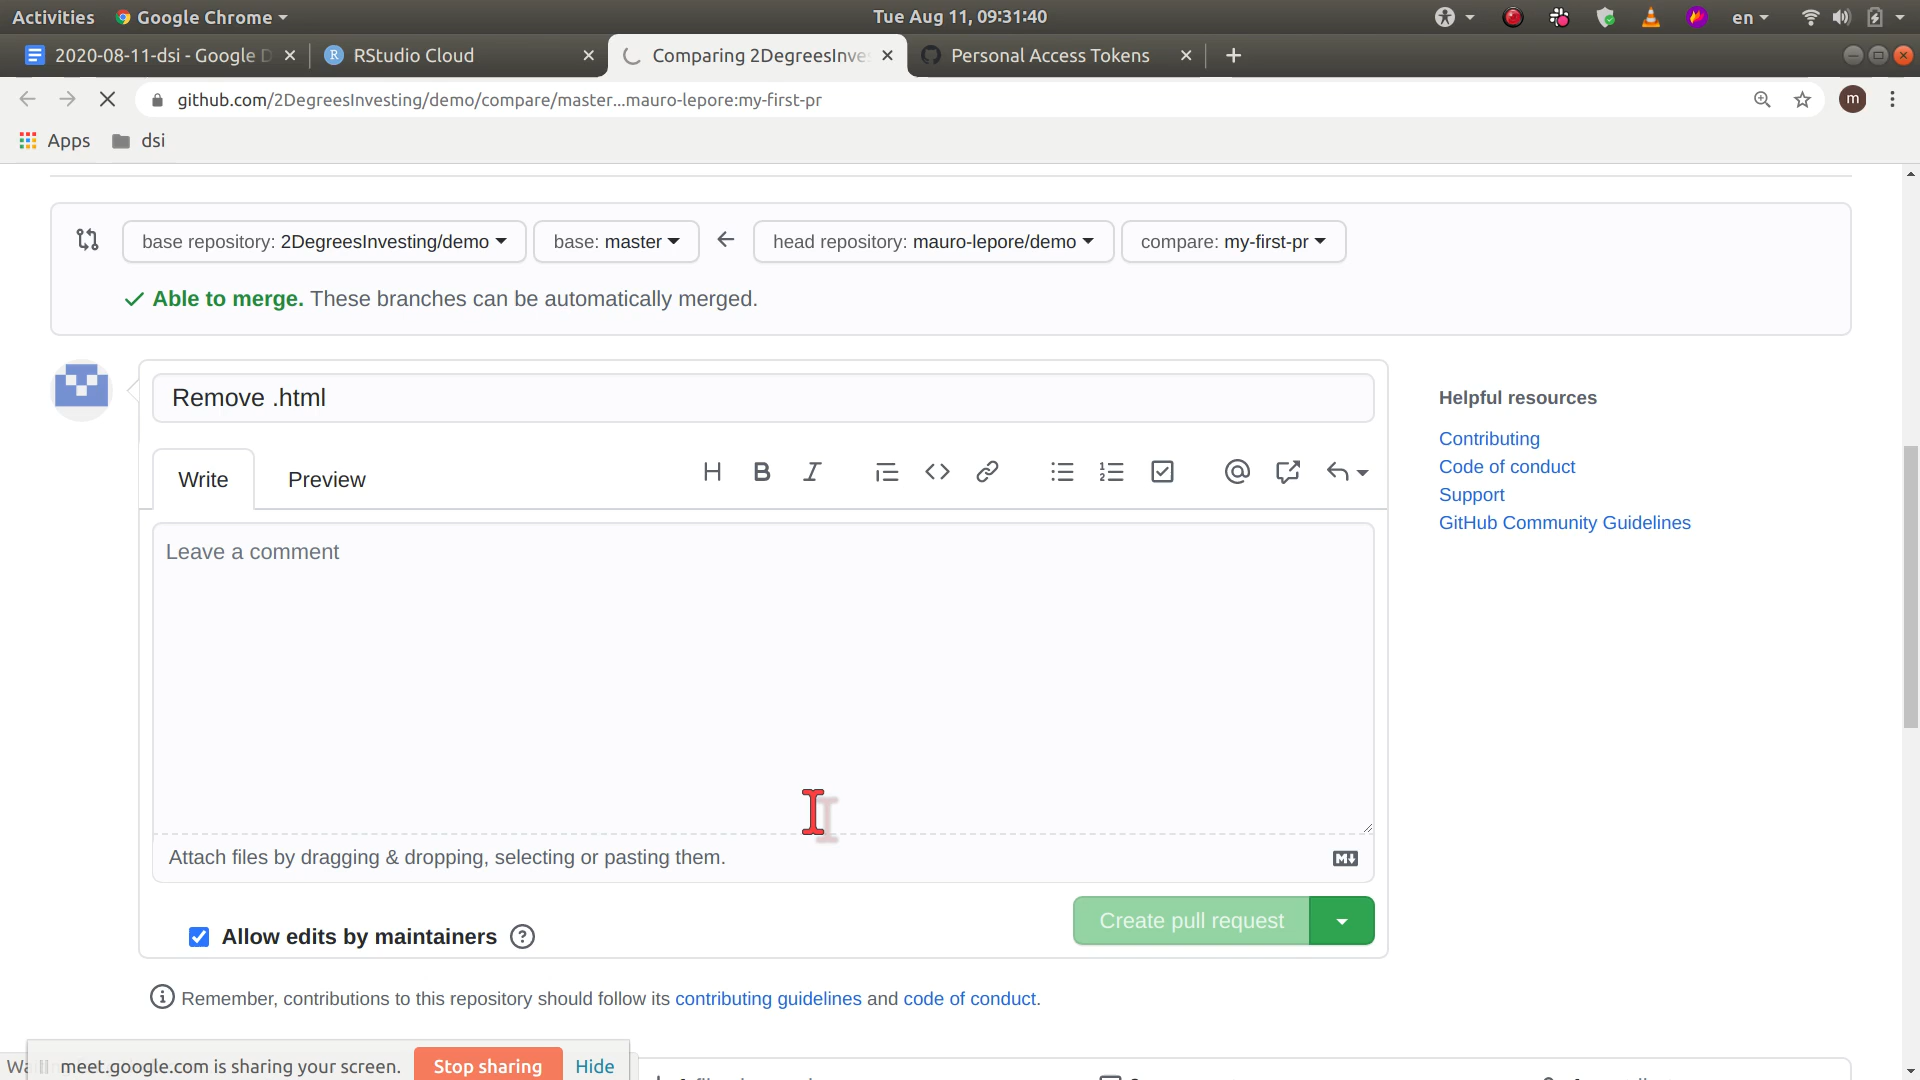 Activities Google Chrome Tue Aug 11, 09:31:40 en
2020-08-11-dsi - Google D RStudio Cloud Comparing 2DegreesInves Personal Access Tokens
github.com/2DegreesInvesting/demo/compare/master...mauro-lepore:my-first-pr m
Apps dsi
base repository: 2DegreesInvesting/demo base: master head repository: mauro-lepore/demo compare: my-first-pr
Able to merge. These branches can be automatically merged.
Remove .html
Write Preview
Leave a comment
Attach files by dragging & dropping, selecting or pasting them.
Allow edits by maintainers
Create pull request
Helpful resources
Contributing
Code of conduct
Support
GitHub Community Guidelines
Remember, contributions to this repository should follow its contributing guidelines and code of conduct.
meet.google.com is sharing your screen. Stop sharing Hide